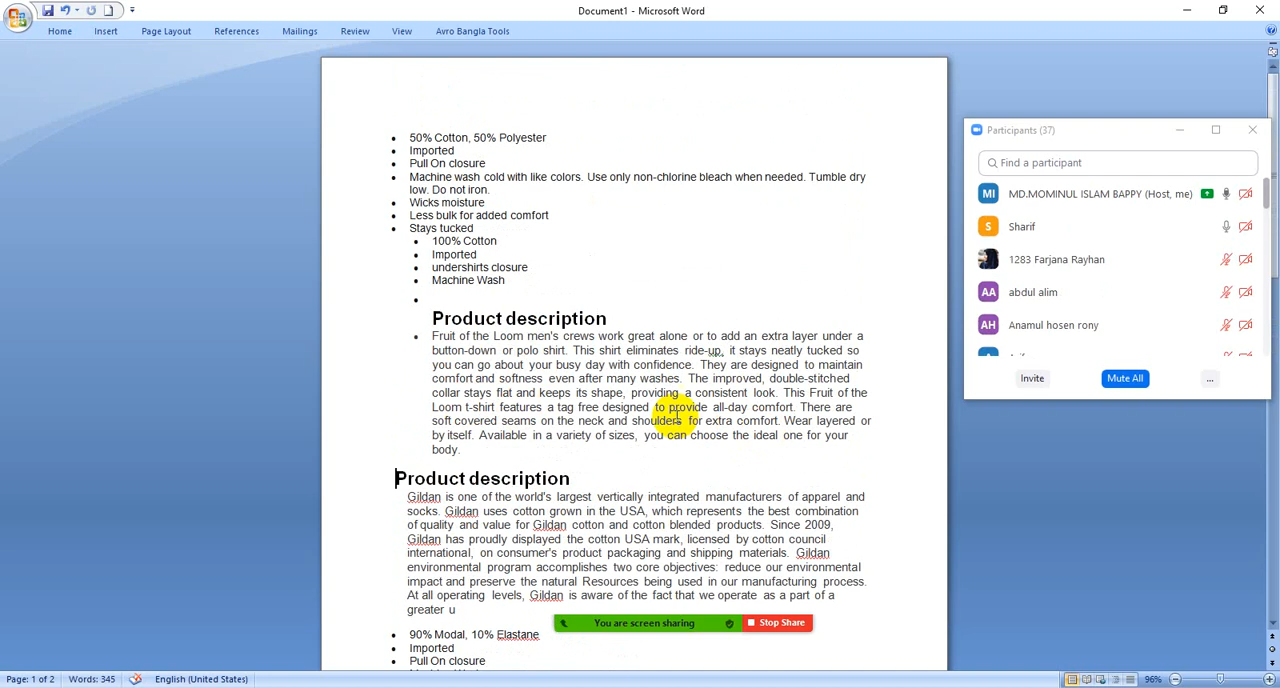 Document1 - Microsoft Word
Home Insert Page Layout References Mailings Review View Avro Bangla Tools
50% Cotton, 50% Polyester
Imported
Pull On closure
Machine wash cold with like colors. Use only non-chlorine bleach when needed. Tumble dry
low. Do not iron.
Wicks moisture
Less bulk for added comfort
Stays tucked
100% Cotton
Imported
undershirts closure
Machine Wash
Product description
Fruit of the Loom men's crews work great alone or to add an extra layer under a
button-down or polo shirt. This shirt eliminates ride-up, it stays neatly tucked so
you can go about your busy day with confidence. They are designed to maintain
comfort and softness even after many washes. The improved, double-stitched
collar stays flat and keeps its shape, providing a consistent look. This Fruit of the
Loom t-shirt features a tag free designed to provide all-day comfort. There are
soft covered seams on the neck and shoulders for extra comfort. Wear layered or
by itself. Available in a variety of sizes, you can choose the ideal one for your
body.
Product description
Gildan is one of the world's largest vertically integrated manufacturers of apparel and
socks. Gildan uses cotton grown in the USA, which represents the best combination
of quality and value for Gildan cotton and cotton blended products. Since 2009,
Gildan has proudly displayed the cotton USA mark, licensed by cotton council
international, on consumer's product packaging and shipping materials. Gildan
environmental program accomplishes two core objectives: reduce our environmental
impact and preserve the natural Resources being used in our manufacturing process.
At all operating levels, Gildan is aware of the fact that we operate as a part of a
greater u
90% Modal, 10% Elastane
Imported
Pull On closure
Participants (37)
Find a participant
MI MD.MOMINUL ISLAM BAPPY (Host, me)
S Sharif
1283 Farjana Rayhan
AA abdul alim
AH Anamul hosen rony
Invite Mute All ...
You are screen sharing Stop Share
Page: 1 of 2 Words: 345 English (United States) 96%